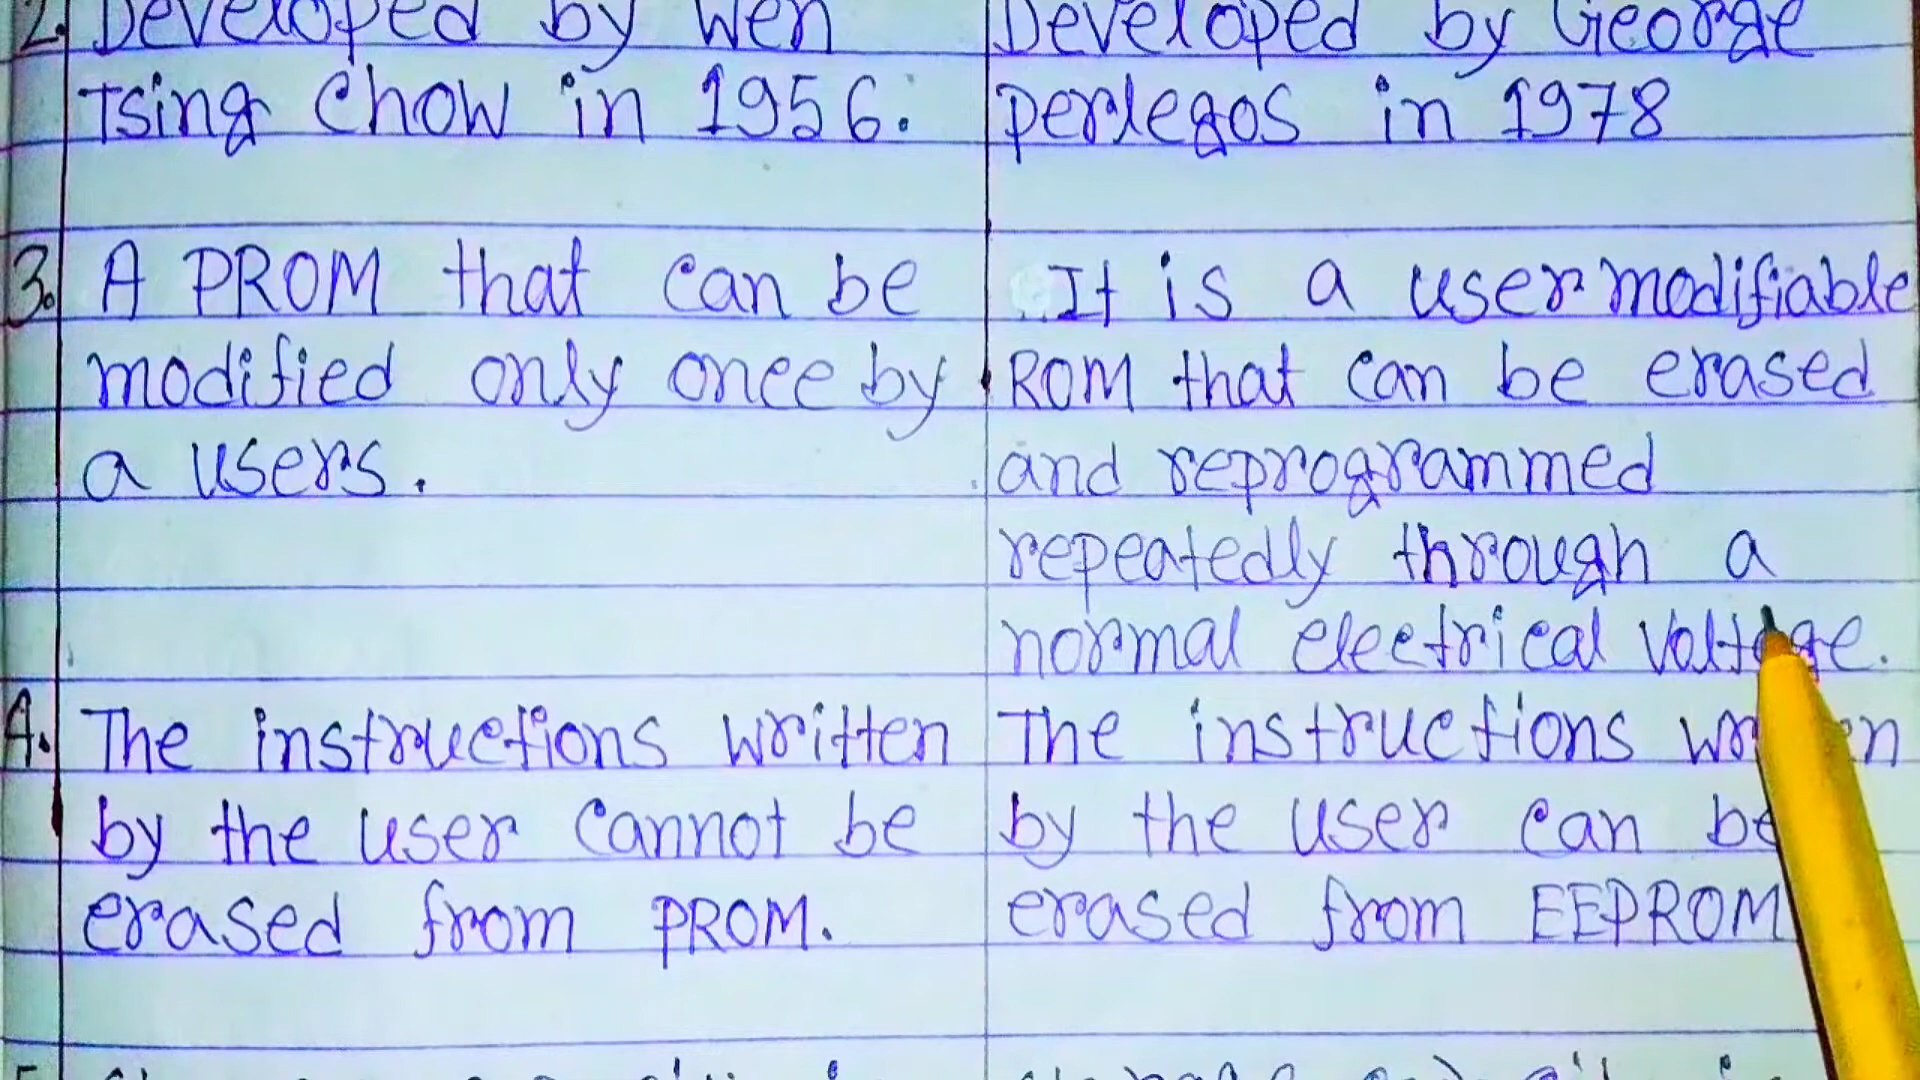 2. Developed by Wen
Tsing Chow in 1956.
3. A PROM that can be
modified only once by
a users.
4. The instructions written
by the user cannot be
erased from PROM.
Developed by George
perlegos in 1978
It is a user modifiable
ROM that can be erased
and reprogrammed
repeatedly through a
normal electrical voltage.
The instructions written
by the user can be
erased from EEPROM